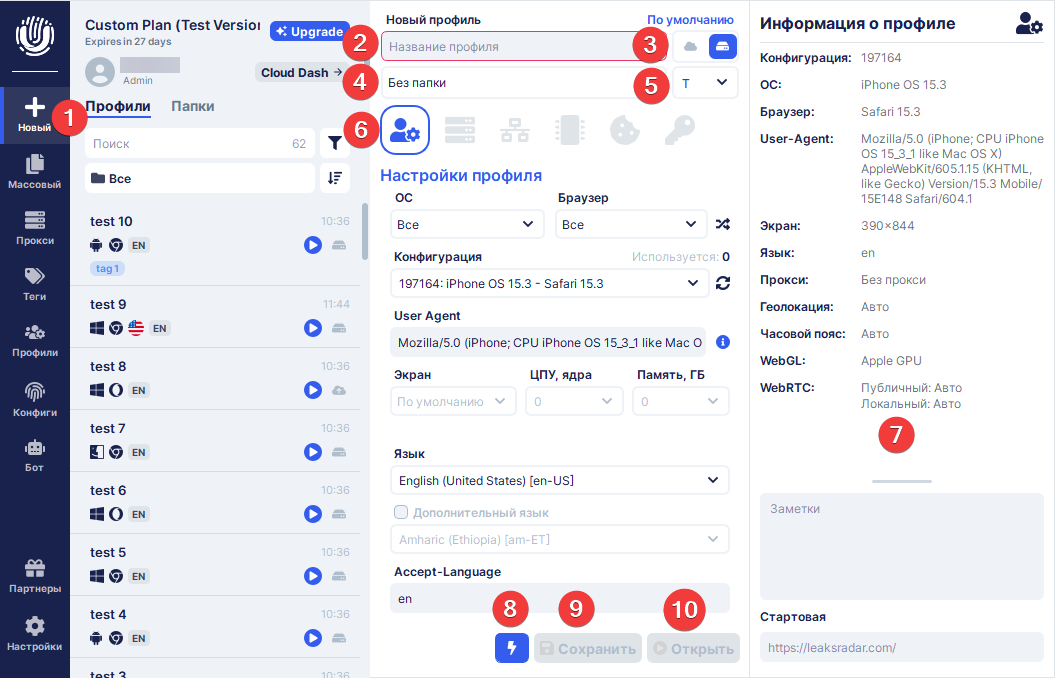 Новый
Массовый
Прокси
Теги
Профили
Конфиги
Бот
Партнеры
Настройки
1
Custom Plan (Test Version
Expires in 27 days
Upgrade
Admin
Cloud Dash →
Профили
Папки
Поиск
62
Все
test 10
10:36
EN
tag 1
test 9
11:44
EN
test 8
10:36
EN
test 7
10:36
EN
test 6
10:36
EN
test 5
10:36
EN
test 4
10:36
EN
test 3
10:36
Новый профиль
По умолчанию
2
Название профиля
3
4
Без папки
5
T
6
Настройки профиля
ОС
Браузер
Все
Все
Конфигурация
Используется: 0
197164: iPhone OS 15.3 - Safari 15.3
User Agent
Mozilla/5.0 (iPhone; CPU iPhone OS 15_3_1 like Mac O
Экран
ЦПУ, ядра
Память, ГБ
По умолчанию
0
0
Язык
English (United States) [en-US]
Дополнительный язык
Amharic (Ethiopia) [am-ET]
Accept-Language
en
8
9
10
Сохранить
Открыть
Информация о профиле
Конфигурация: 197164
ОС: iPhone OS 15.3
Браузер: Safari 15.3
User-Agent: Mozilla/5.0 (iPhone; CPU iPhone
OS 15_3_1 like Mac OS X)
AppleWebKit/605.1.15 (KHTML,
like Gecko) Version/15.3 Mobile/
15E148 Safari/604.1
Экран: 390×844
Язык: en
Прокси: Без прокси
Геолокация: Авто
Часовой пояс: Авто
WebGL: Apple GPU
WebRTC: Публичный: Авто
Локальный: Авто
7
Заметки
Стартовая
https://leaksradar.com/